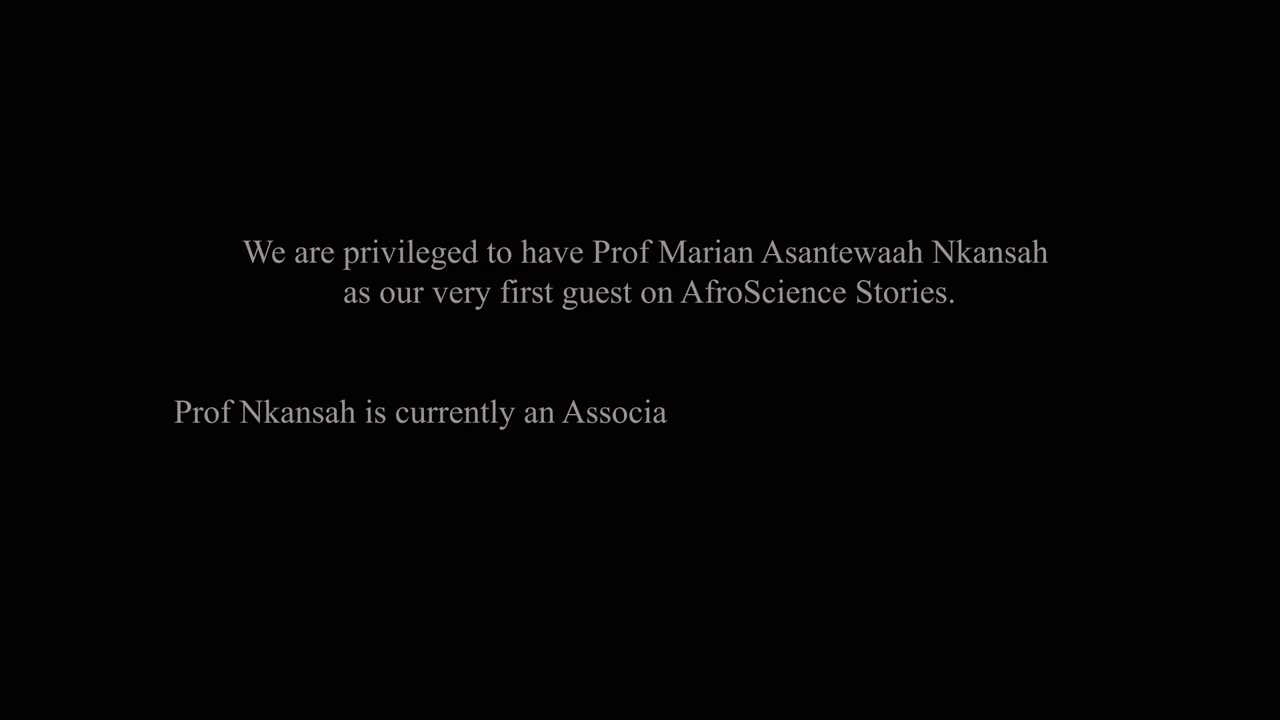 We are privileged to have Prof Marian Asantewaah Nkansah
as our very first guest on AfroScience Stories.
Prof Nkansah is currently an Associa